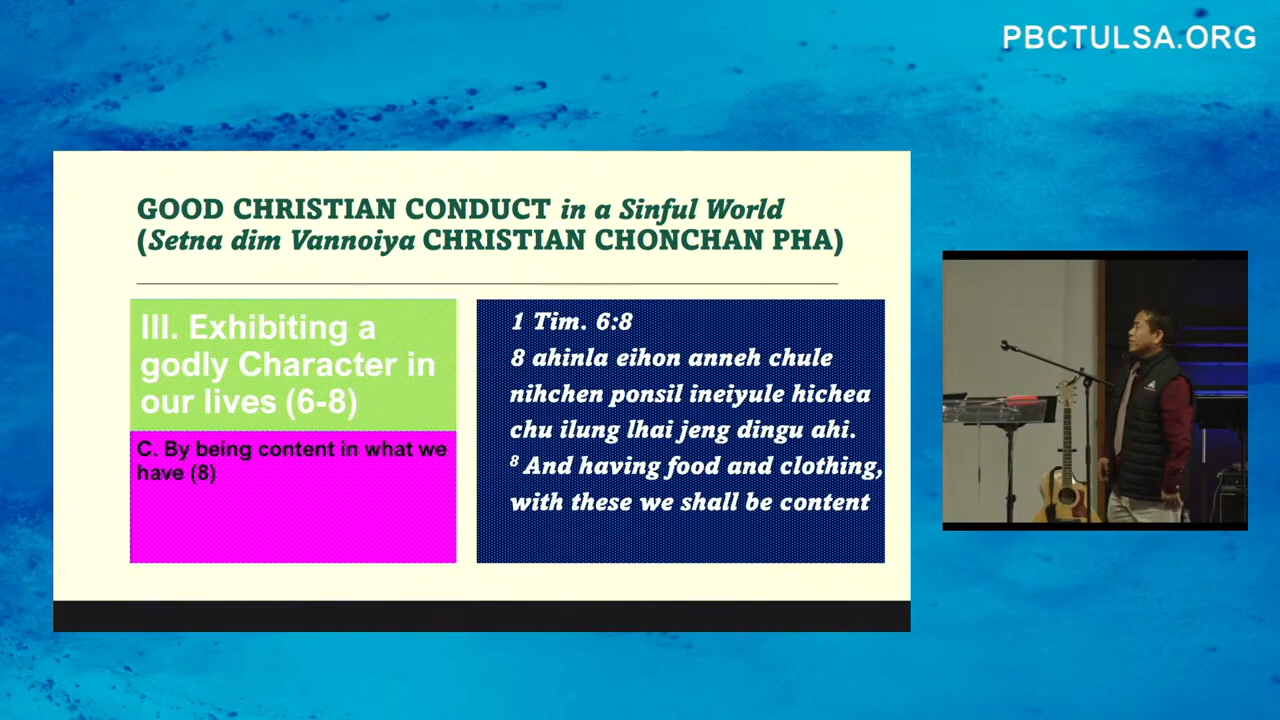 PBCTULSA.ORG
GOOD CHRISTIAN CONDUCT in a Sinful World
(Setna dim Vannoiya CHRISTIAN CHONCHAN PHA)
III. Exhibiting a
godly Character in
our lives (6-8)
C. By being content in what we
have (8)
1 Tim. 6:8
8 ahinla eihon anneh chule
nihchen ponsil ineiyule hichea
chu ilung lhai jeng dingu ahi.
8 And having food and clothing,
with these we shall be content